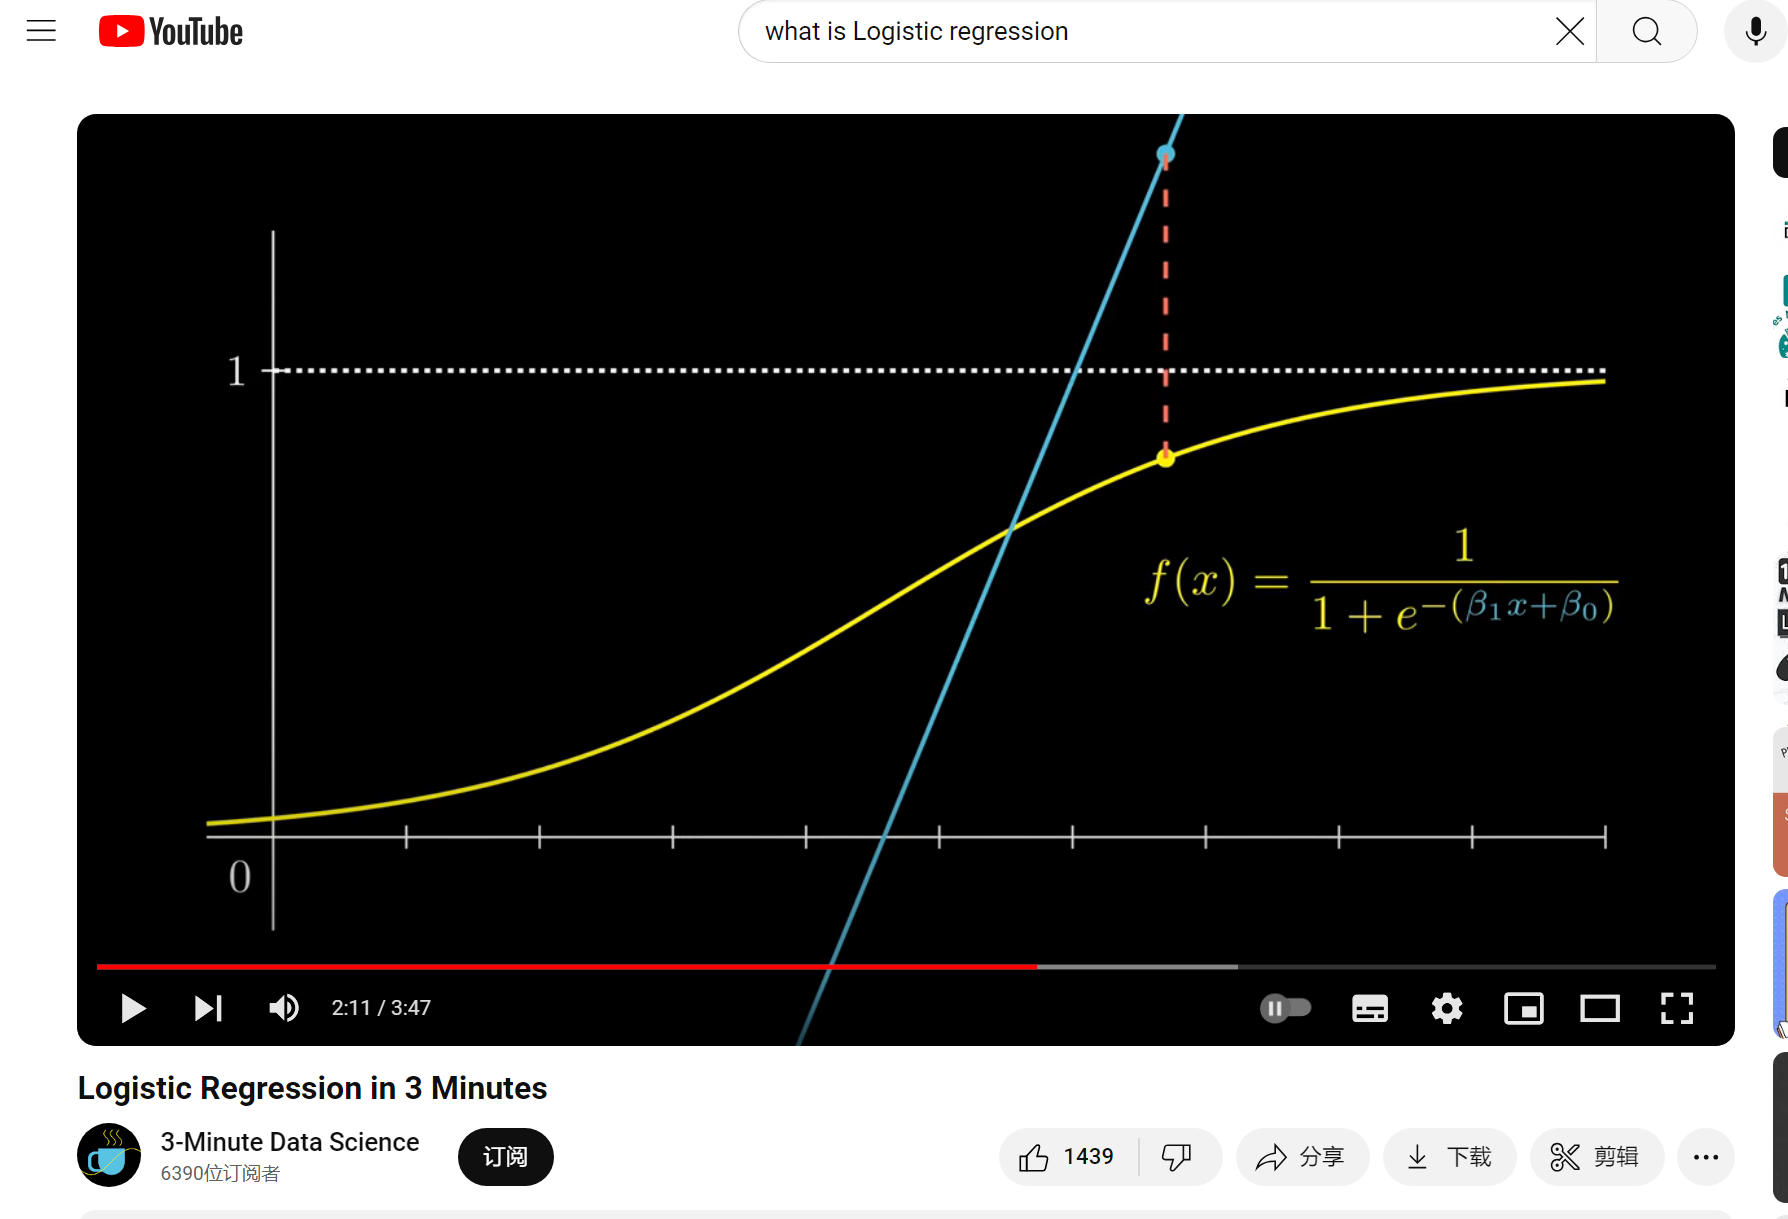 YouTube
what is Logistic regression
1
f(x) = 1 / (1 + e^−(β₁x+β₀))
0
2:11 / 3:47
Logistic Regression in 3 Minutes
3-Minute Data Science
6390位订阅者
订阅
1439
分享
下载
剪辑